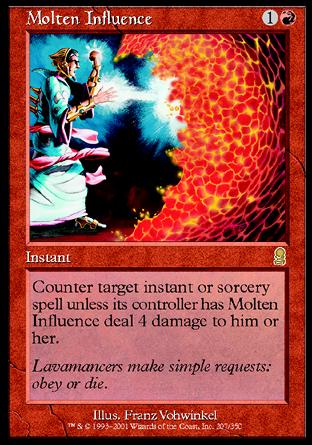 Molten Influence 1
Instant
Counter target instant or sorcery
spell unless its controller has Molten
Influence deal 4 damage to him or
her.
Lavamancers make simple requests:
obey or die.
Illus. Franz Vohwinkel
™ & © 1993–2001 Wizards of the Coast, Inc. 207/350